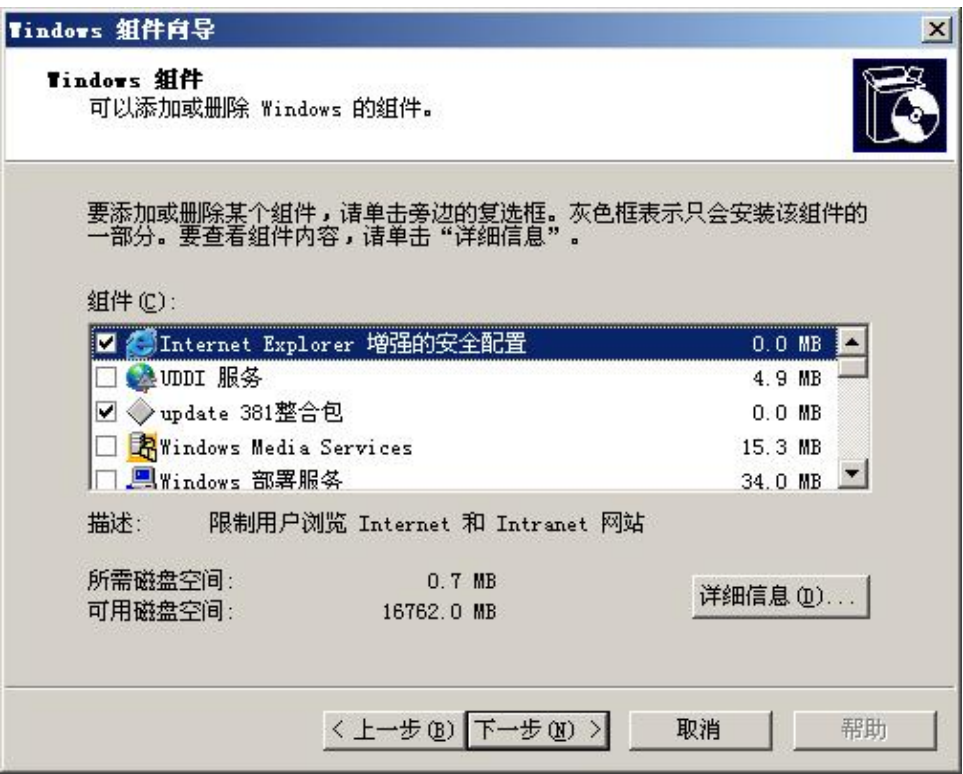 Windows 组件向导
Windows 组件
可以添加或删除 Windows 的组件。
要添加或删除某个组件，请单击旁边的复选框。灰色框表示只会安装该组件的
一部分。要查看组件内容，请单击“详细信息”。
组件(C):
Internet Explorer 增强的安全配置 0.0 MB
UDDI 服务 4.9 MB
update 381整合包 0.0 MB
Windows Media Services 15.3 MB
Windows 部署服务 34.0 MB
描述: 限制用户浏览 Internet 和 Intranet 网站
所需磁盘空间: 0.7 MB
可用磁盘空间: 16762.0 MB
详细信息(D)...
< 上一步(B) 下一步(N) > 取消 帮助